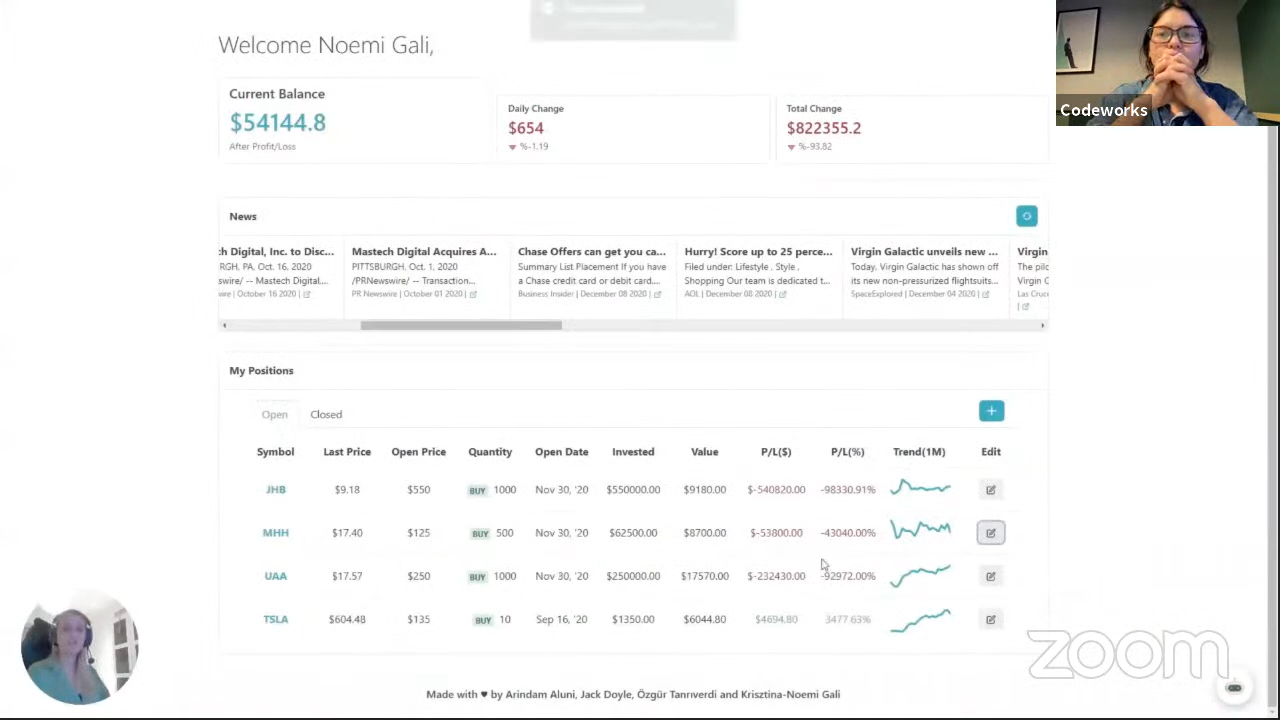 Welcome Noemi Gali,
Codeworks
Current Balance
$54144.8
After Profit/Loss
Daily Change
$654
%-1.19
Total Change
$822355.2
%-93.82
News
ch Digital, Inc. to Disc...
RGH, PA, Oct. 16, 2020
swire/ -- Mastech Digital,...
wire | October 16 2020 |
Mastech Digital Acquires A...
PITTSBURGH, Oct. 1, 2020
/PRNewswire/ -- Transaction...
PR Newswire | October 01 2020 |
Chase Offers can get you ca...
Summary List Placement If you have
a Chase credit card or debit card,...
Business Insider | December 08 2020 |
Hurry! Score up to 25 perce...
Filed under: Lifestyle , Style ,
Shopping Our team is dedicated t...
AOL | December 08 2020 |
Virgin Galactic unveils new ...
Today, Virgin Galactic has shown off
its new non-pressurized flightsuits...
SpaceExplored | December 04 2020 |
Virgin
The pilo
Virgin G
Las Cruce
|
My Positions
Open Closed
+
Symbol Last Price Open Price Quantity Open Date Invested Value P/L($) P/L(%) Trend(1M) Edit
JHB $9.18 $550 BUY 1000 Nov 30, '20 $550000.00 $9180.00 $-540820.00 -98330.91%
MHH $17.40 $125 BUY 500 Nov 30, '20 $62500.00 $8700.00 $-53800.00 -43040.00%
UAA $17.57 $250 BUY 1000 Nov 30, '20 $250000.00 $17570.00 $-232430.00 -92972.00%
TSLA $604.48 $135 BUY 10 Sep 16, '20 $1350.00 $6044.80 $4694.80 3477.63%
zoom
Made with ♥ by Arindam Aluni, Jack Doyle, Özgür Tanrıverdi and Krisztina-Noemi Gali